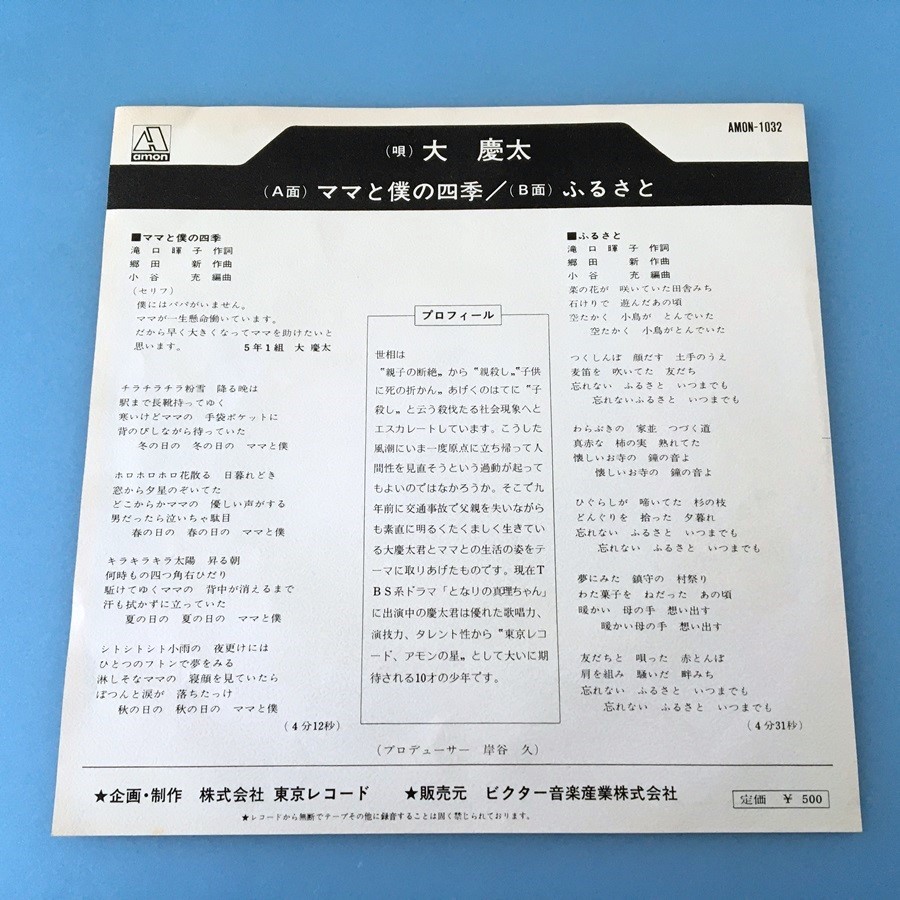 amon
AMON-1032
(唄) 大 慶太
(A面) ママと僕の四季/(B面) ふるさと
■ママと僕の四季
滝口暉子 作詞
郷田 新 作曲
小谷 充 編曲
(セリフ)
僕にはパパがいません。
ママが一生懸命働いています。
だから早く大きくなってママを助けたいと
思います。 5年1組 大 慶太
チラチラチラ粉雪 降る晩は
駅まで長靴持ってゆく
寒いけどママの 手袋ポケットに
背のびしながら待っていた
冬の日の 冬の日の ママと僕
ホロホロホロ花散る 日暮れどき
窓から夕星のぞいてた
どこからかママの 優しい声がする
男だったら泣いちゃ駄目
春の日の 春の日の ママと僕
キラキラキラ太陽 昇る朝
何時もの四つ角右ひだり
駈けてゆくママの 背中が消えるまで
汗も拭かずに立っていた
夏の日の 夏の日の ママと僕
シトシトシト小雨の 夜更けには
ひとつのフトンで夢をみる
淋しそなママの 寝顔を見ていたら
ぽつんと涙が 落ちたっけ
秋の日の 秋の日の ママと僕
(4分12秒)
プロフィール
世相は
"親子の断絶„ から "親殺し„ 子供
に死の折かん。あげくのはてに "子
殺し„ と云う殺伐たる社会現象へと
エスカレートしています。こうした
風潮にいま一度原点に立ち帰って人
間性を見直そうという過動が起って
もよいのではなかろうか。そこで九
年前に交通事故で父親を失いながら
も素直に明るくたくましく生きてい
る大慶太君とママとの生活の姿をテ
ーマに取りあげたものです。現在T
BS系ドラマ「となりの真理ちゃん」
に出演中の慶太君は優れた歌唱力、
演技力、タレント性から "東京レコ
ード、アモンの星„ として大いに期
待される10才の少年です。
(プロデューサー 岸谷 久)
■ふるさと
滝口暉子 作詞
郷田 新 作曲
小谷 充 編曲
菜の花が 咲いていた田舎みち
石けりで 遊んだあの頃
空たかく 小鳥が とんでいた
空たかく 小鳥がとんでいた
つくしんぼ 顔だす 土手のうえ
麦笛を 吹いてた 友だち
忘れない ふるさと いつまでも
忘れないふるさと いつまでも
わらぶきの 家並 つづく道
真赤な 柿の実 熟れてた
懐しいお寺の 鐘の音よ
懐しいお寺の 鐘の音よ
ひぐらしが 啼いてた 杉の枝
どんぐりを 拾った 夕暮れ
忘れない ふるさと いつまでも
忘れない ふるさと いつまでも
夢にみた 鎮守の 村祭り
わた菓子を ねだった あの頃
暖かい 母の手 想い出す
暖かい母の手 想い出す
友だちと 唄った 赤とんぼ
肩を組み 騒いだ 畔みち
忘れない ふるさと いつまでも
忘れない ふるさと いつまでも
(4分31秒)
★企画・制作 株式会社 東京レコード ★販売元 ビクター音楽産業株式会社
定価 ¥ 500
★レコードから無断でテープその他に録音することは固く禁じられております。